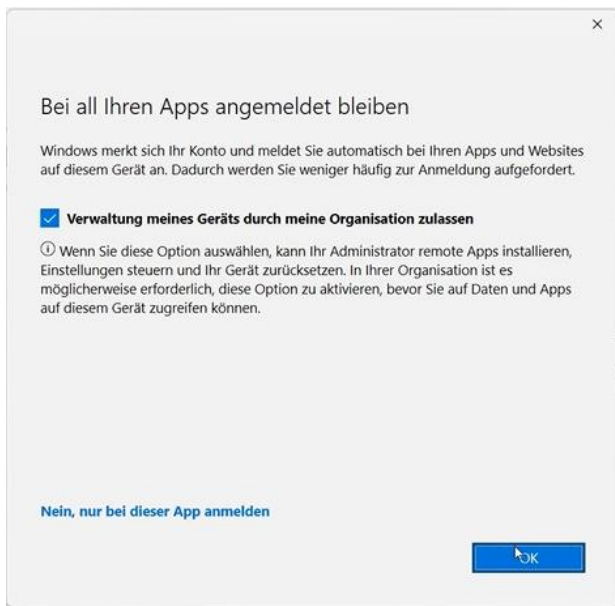 Bei all Ihren Apps angemeldet bleiben
Windows merkt sich Ihr Konto und meldet Sie automatisch bei Ihren Apps und Websites
auf diesem Gerät an. Dadurch werden Sie weniger häufig zur Anmeldung aufgefordert.
Verwaltung meines Geräts durch meine Organisation zulassen
Wenn Sie diese Option auswählen, kann Ihr Administrator remote Apps installieren,
Einstellungen steuern und Ihr Gerät zurücksetzen. In Ihrer Organisation ist es
möglicherweise erforderlich, diese Option zu aktivieren, bevor Sie auf Daten und Apps
auf diesem Gerät zugreifen können.
Nein, nur bei dieser App anmelden
OK